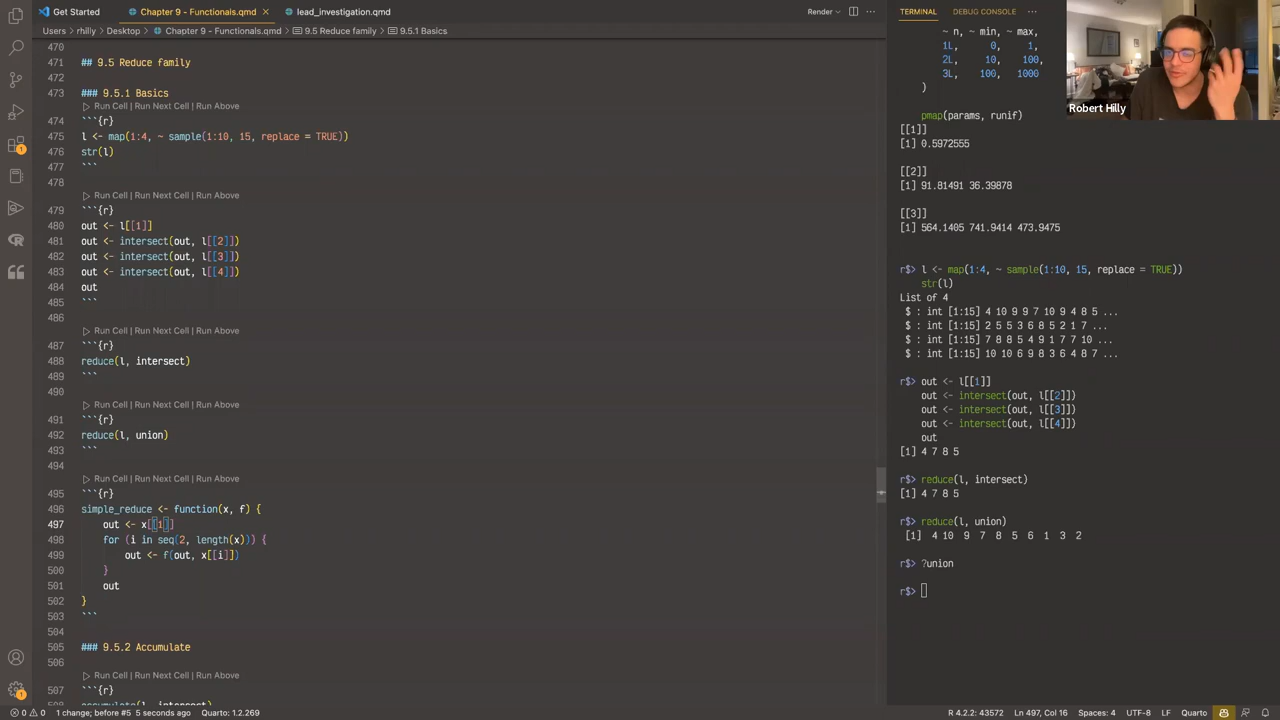 Get Started
Chapter 9 - Functionals.qmd
lead_investigation.qmd
Render
Users > rhilly > Desktop > Chapter 9 - Functionals.qmd > 9.5 Reduce family > 9.5.1 Basics
470
471 ## 9.5 Reduce family
472
473 ### 9.5.1 Basics
Run Cell | Run Next Cell | Run Above
474 ```{r}
475 l <- map(1:4, ~ sample(1:10, 15, replace = TRUE))
476 str(l)
477 ```
478
Run Cell | Run Next Cell | Run Above
479 ```{r}
480 out <- l[[1]]
481 out <- intersect(out, l[[2]])
482 out <- intersect(out, l[[3]])
483 out <- intersect(out, l[[4]])
484 out
485 ```
486
Run Cell | Run Next Cell | Run Above
487 ```{r}
488 reduce(l, intersect)
489 ```
490
Run Cell | Run Next Cell | Run Above
491 ```{r}
492 reduce(l, union)
493 ```
494
Run Cell | Run Next Cell | Run Above
495 ```{r}
496 simple_reduce <- function(x, f) {
497 out <- x[[1]]
498 for (i in seq(2, length(x))) {
499 out <- f(out, x[[i]])
500 }
501 out
502 }
503 ```
504
505 ### 9.5.2 Accumulate
506
Run Cell | Run Next Cell | Run Above
507 ```{r}
508 accumulate(l, intersect)
TERMINAL
DEBUG CONSOLE
~ n, ~ min, ~ max,
1L, 0, 1,
2L, 10, 100,
3L, 100, 1000
)
pmap(params, runif)
[[1]]
[1] 0.5972555
[[2]]
[1] 91.81491 36.39878
[[3]]
[1] 564.1405 741.9414 473.9475
r$> l <- map(1:4, ~ sample(1:10, 15, replace = TRUE))
str(l)
List of 4
$ : int [1:15] 4 10 9 9 7 10 9 4 8 5 ...
$ : int [1:15] 2 5 5 3 6 8 5 2 1 7 ...
$ : int [1:15] 7 8 8 5 4 9 1 7 7 10 ...
$ : int [1:15] 10 10 6 9 8 3 6 4 8 7 ...
r$> out <- l[[1]]
out <- intersect(out, l[[2]])
out <- intersect(out, l[[3]])
out <- intersect(out, l[[4]])
out
[1] 4 7 8 5
r$> reduce(l, intersect)
[1] 4 7 8 5
r$> reduce(l, union)
[1] 4 10 9 7 8 5 6 1 3 2
r$> ?union
r$>
Robert Hilly
0 0 1 change; before #5 5 seconds ago Quarto: 1.2.269
R 4.2.2: 43572 Ln 497, Col 16 Spaces: 4 UTF-8 LF Quarto